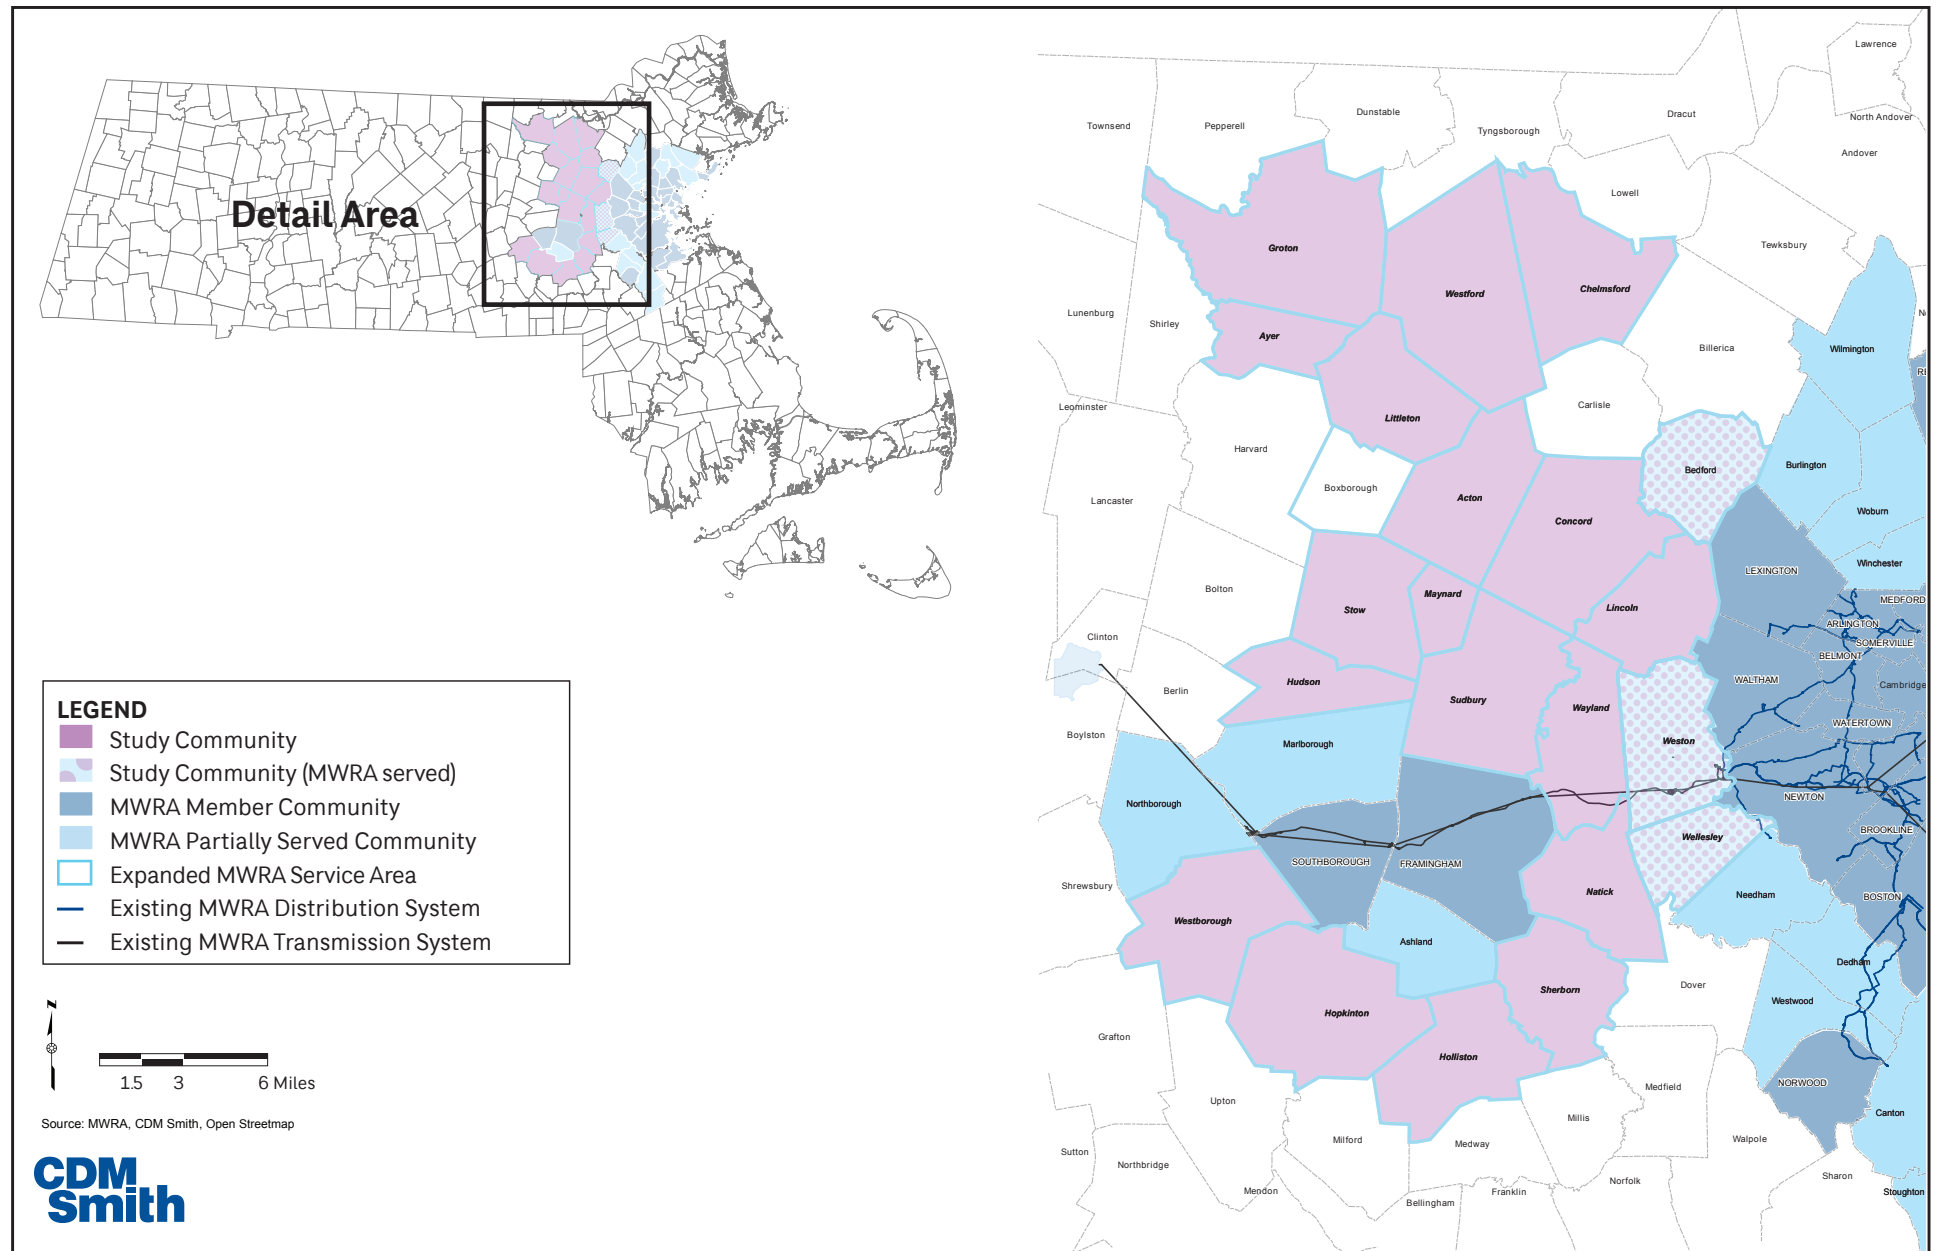 Detail Area
LEGEND
Study Community
Study Community (MWRA served)
MWRA Member Community
MWRA Partially Served Community
Expanded MWRA Service Area
Existing MWRA Distribution System
Existing MWRA Transmission System
N
1.5 3 6 Miles
Source: MWRA, CDM Smith, Open Streetmap
CDM
Smith
Lawrence
Townsend
Pepperell
Dunstable
Tyngsborough
Dracut
North Andover
Andover
Lowell
Groton
Westford
Chelmsford
Tewksbury
Lunenburg
Shirley
Ayer
Billerica
Wilmington
Leominster
Littleton
Carlisle
Harvard
Boxborough
Bedford
Burlington
Lancaster
Acton
Concord
Woburn
LEXINGTON
Winchester
Bolton
Stow
Maynard
Lincoln
MEDFORD
ARLINGTON
SOMERVILLE
BELMONT
Clinton
Berlin
Hudson
Sudbury
Wayland
WALTHAM
Cambridge
WATERTOWN
Boylston
Marlborough
Weston
Northborough
NEWTON
BROOKLINE
Wellesley
SOUTHBOROUGH
FRAMINGHAM
Shrewsbury
Natick
Needham
BOSTON
Westborough
Ashland
Dedham
Sherborn
Dover
Westwood
Hopkinton
Grafton
Holliston
NORWOOD
Medfield
Upton
Millis
Canton
Milford
Medway
Walpole
Sutton
Northbridge
Sharon
Mendon
Bellingham
Franklin
Norfolk
Stoughton